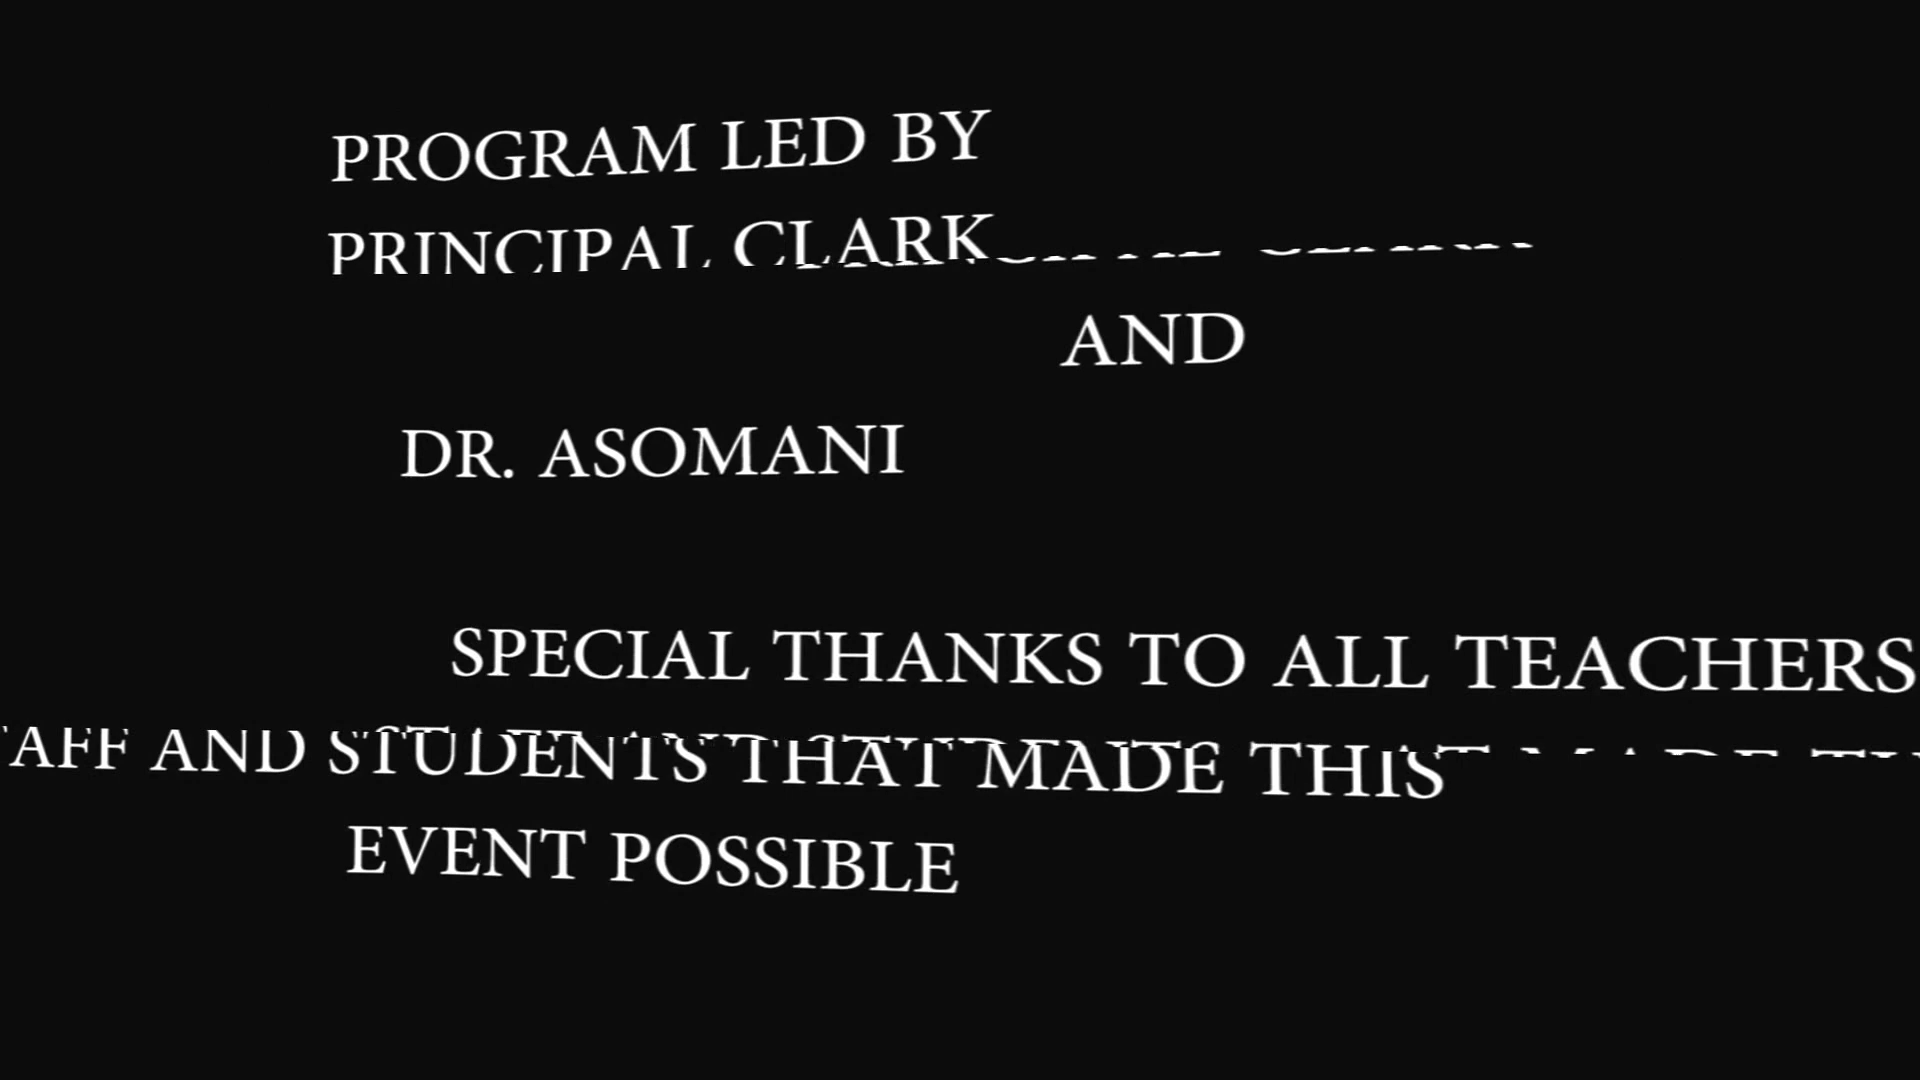 PROGRAM LED BY
PRINCIPAL CLARK
AND
DR. ASOMANI
SPECIAL THANKS TO ALL TEACHERS
TAFF AND STUDENTS THAT MADE THIS
EVENT POSSIBLE